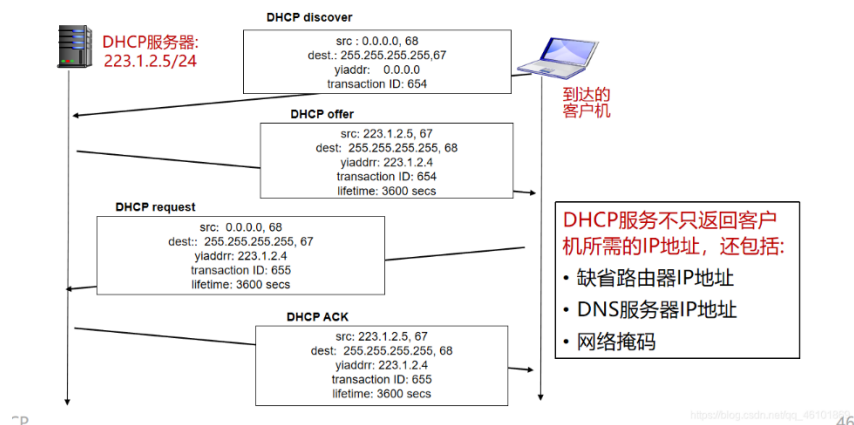 DHCP discover
DHCP服务器:
223.1.2.5/24
src : 0.0.0.0, 68
dest.: 255.255.255.255,67
yiaddr: 0.0.0.0
transaction ID: 654
到达的
客户机
DHCP offer
src: 223.1.2.5, 67
dest: 255.255.255.255, 68
yiaddrr: 223.1.2.4
transaction ID: 654
lifetime: 3600 secs
DHCP request
src: 0.0.0.0, 68
dest:: 255.255.255.255, 67
yiaddrr: 223.1.2.4
transaction ID: 655
lifetime: 3600 secs
DHCP服务不只返回客户
机所需的IP地址，还包括:
• 缺省路由器IP地址
• DNS服务器IP地址
• 网络掩码
DHCP ACK
src: 223.1.2.5, 67
dest: 255.255.255.255, 68
yiaddrr: 223.1.2.4
transaction ID: 655
lifetime: 3600 secs
46